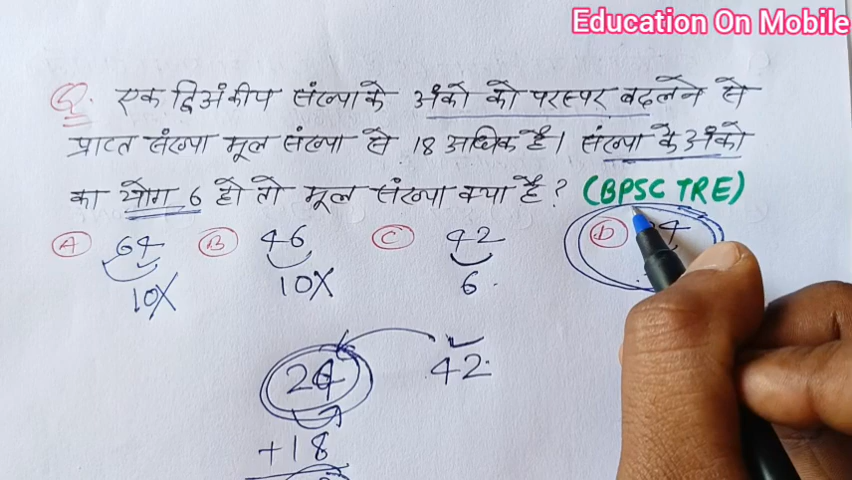 Education On Mobile
Q. एक द्विअंकीय संख्या के अंको को परस्पर बदलने से
प्राप्त संख्या मूल संख्या से 18 अधिक है। संख्या के अंको
का योग 6 हो तो मूल संख्या क्या है? (BPSC TRE)
A 64 B 46 C 42 D
10X 10X 6.
24 42
+18